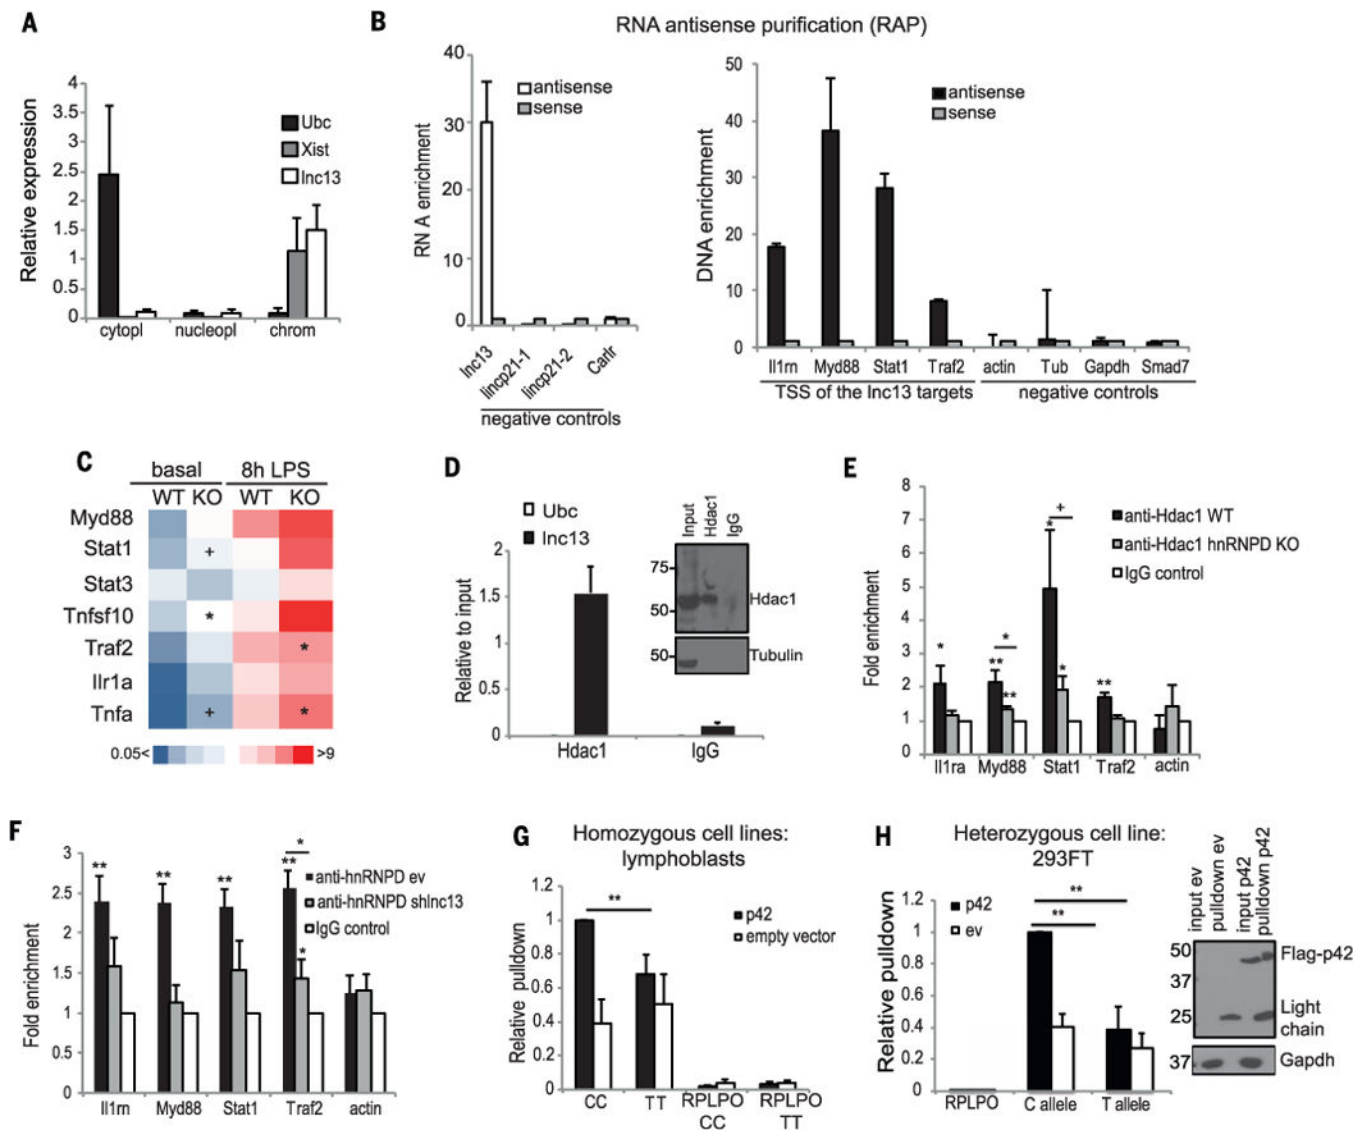 A
Relative expression
4
3.5
3
2.5
2
1.5
1
0.5
0
Ubc
Xist
lnc13
cytopl nucleopl chrom
B
RNA antisense purification (RAP)
RN A enrichment
40
30
20
10
0
antisense
sense
lnc13 lincp21-1 lincp21-2 Carlr
negative controls
DNA enrichment
50
40
30
20
10
0
antisense
sense
Il1rn Myd88 Stat1 Traf2 actin Tub Gapdh Smad7
TSS of the lnc13 targets negative controls
C
basal 8h LPS
WT KO WT KO
Myd88
Stat1 +
Stat3
Tnfsf10 *
Traf2 *
Ilr1a
Tnfa + *
0.05< >9
D
Ubc
lnc13
Relative to input
2
1.5
1
0.5
0
Hdac1 IgG
Input Hdac1 IgG
75
50
Hdac1
50
Tubulin
E
Fold enrichment
8
7
6
5
4
3
2
1
0
anti-Hdac1 WT
anti-Hdac1 hnRNPD KO
IgG control
+
* *
* ** ** * **
Il1ra Myd88 Stat1 Traf2 actin
F
Fold enrichment
3
2.5
2
1.5
1
0.5
0
*
** ** ** **
*
anti-hnRNPD ev
anti-hnRNPD shlnc13
IgG control
Il1rn Myd88 Stat1 Traf2 actin
G
Homozygous cell lines:
lymphoblasts
Relative pulldown
1.2
1
0.8
0.6
0.4
0.2
0
**
p42
empty vector
CC TT RPLPO RPLPO
CC TT
H
Heterozygous cell line:
293FT
Relative pulldown
1.2
1
0.8
0.6
0.4
0.2
0
p42
ev
**
**
RPLPO C allele T allele
input ev
pulldown ev
input p42
pulldown p42
50
37
25
37
Flag-p42
Light
chain
Gapdh